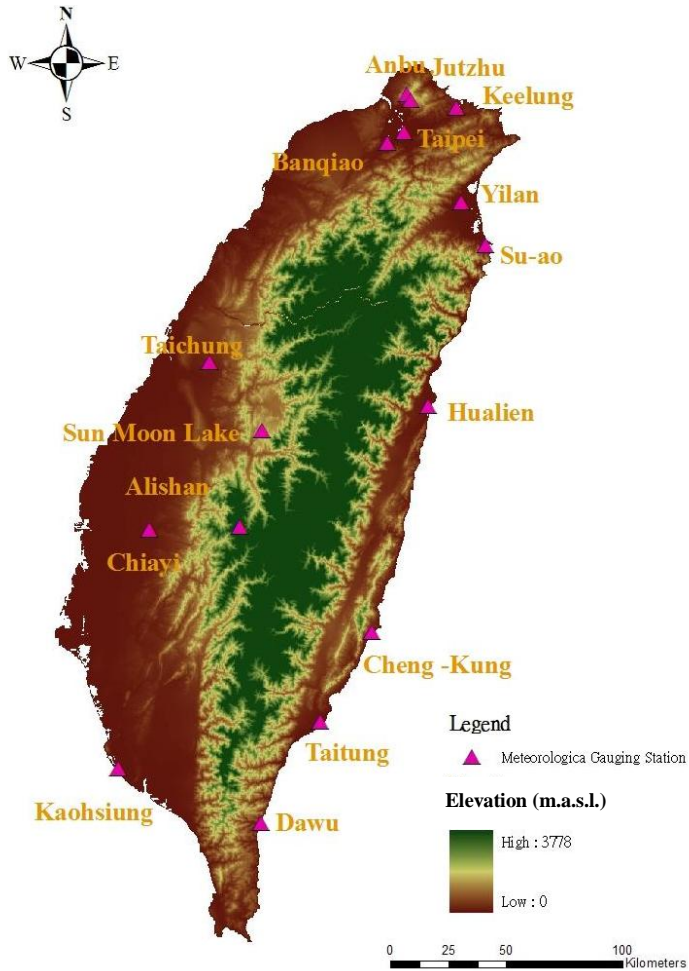 N
W E
S
Anbu Jutzhu
Keelung
Taipei
Banqiao
Yilan
Su-ao
Taichung
Hualien
Sun Moon Lake
Alishan
Chiayi
Cheng -Kung
Taitung
Kaohsiung
Dawu
Legend
Meteorologica Gauging Station
Elevation (m.a.s.l.)
High : 3778
Low : 0
0 25 50 100
Kilometers